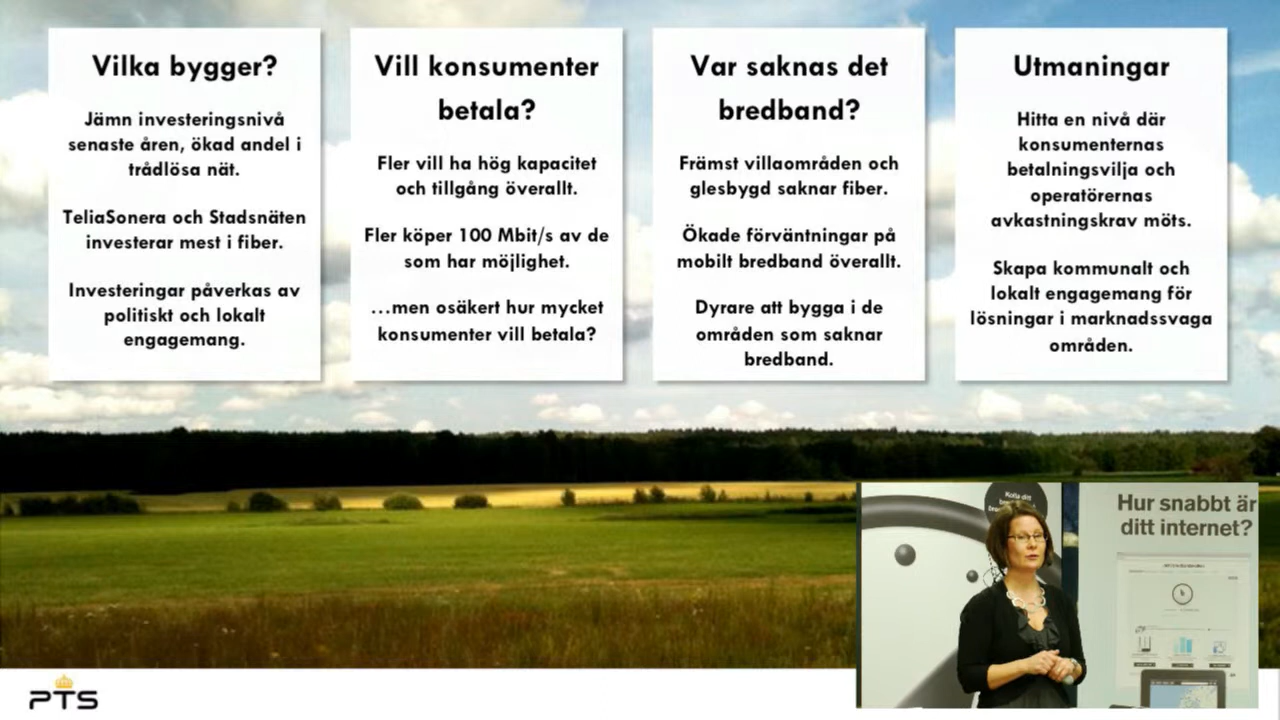 Vilka bygger?
Jämn investeringsnivå
senaste åren, ökad andel i
trådlösa nät.
TeliaSonera och Stadsnäten
investerar mest i fiber.
Investeringar påverkas av
politiskt och lokalt
engagemang.
Vill konsumenter
betala?
Fler vill ha hög kapacitet
och tillgång överallt.
Fler köper 100 Mbit/s av de
som har möjlighet.
...men osäkert hur mycket
konsumenter vill betala?
Var saknas det
bredband?
Främst villaområden och
glesbygd saknar fiber.
Ökade förväntningar på
mobilt bredband överallt.
Dyrare att bygga i de
områden som saknar
bredband.
Utmaningar
Hitta en nivå där
konsumenternas
betalningsvilja och
operatörernas
avkastningskrav möts.
Skapa kommunalt och
lokalt engagemang för
lösningar i marknadssvaga
områden.
Kolla ditt
Hur snabbt är
ditt internet?
PTS